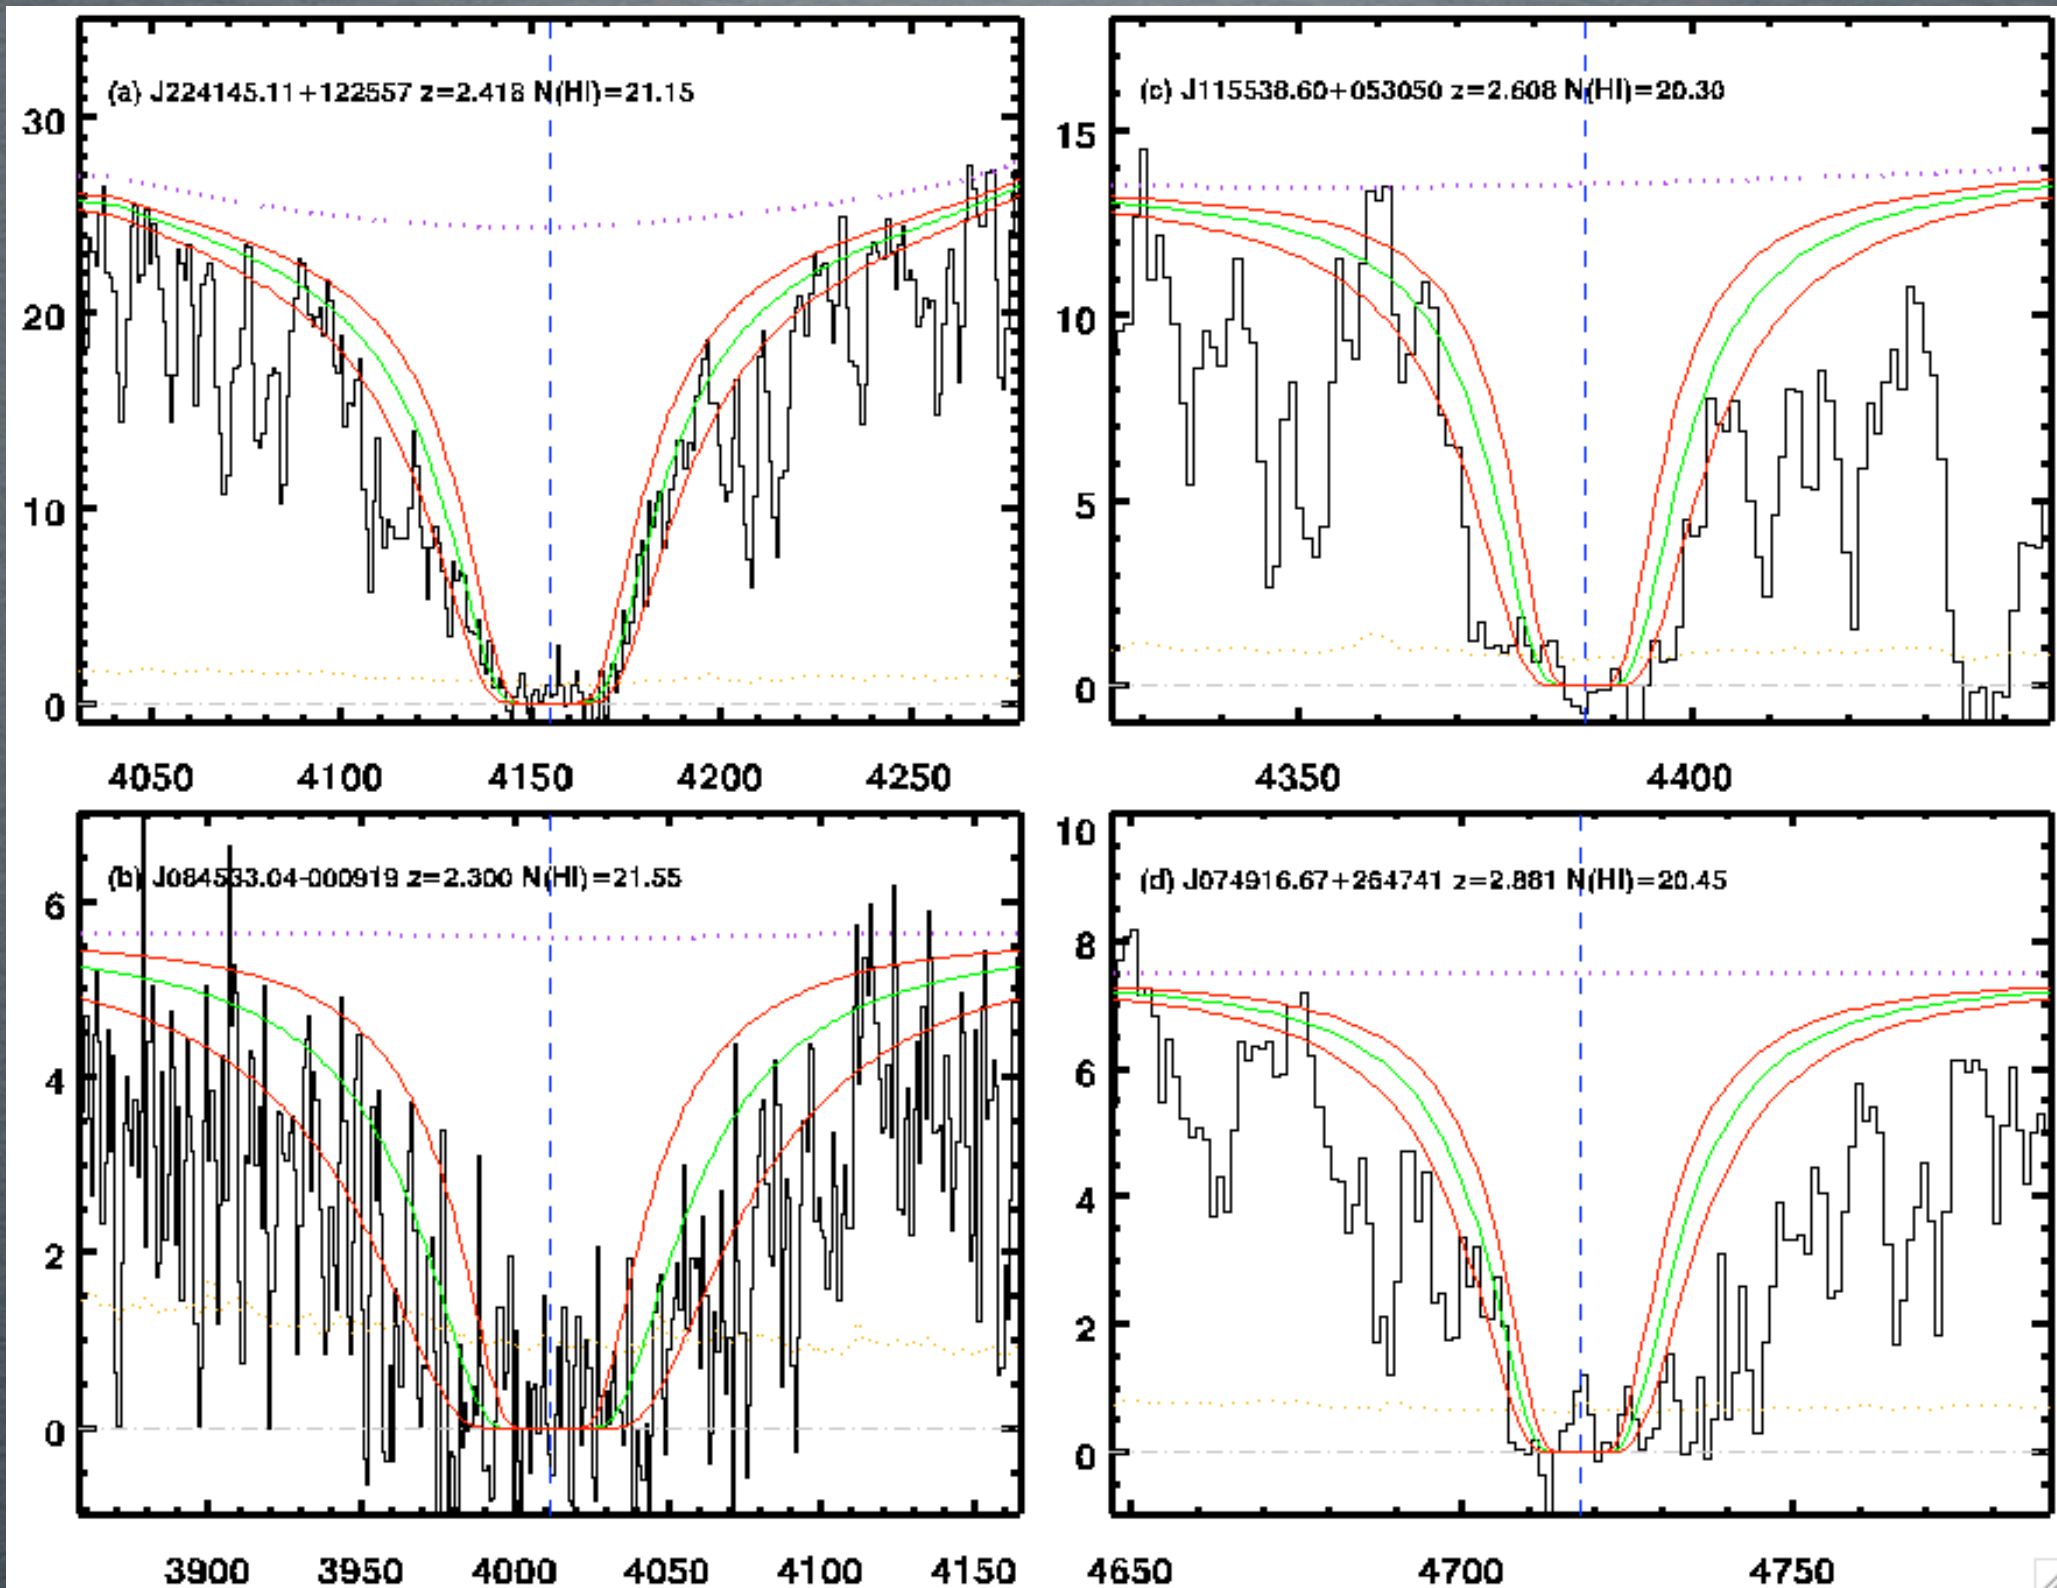 (a) J224145.11+122557 z=2.418 N(HI)=21.15
30
20
10
0
4050 4100 4150 4200 4250
(c) J115538.60+053050 z=2.608 N(HI)=20.30
15
10
5
0
4350 4400
(b) J084533.04-000919 z=2.300 N(HI)=21.55
6
4
2
0
3900 3950 4000 4050 4100 4150
(d) J074916.67+264741 z=2.881 N(HI)=20.45
10
8
6
4
2
0
4650 4700 4750